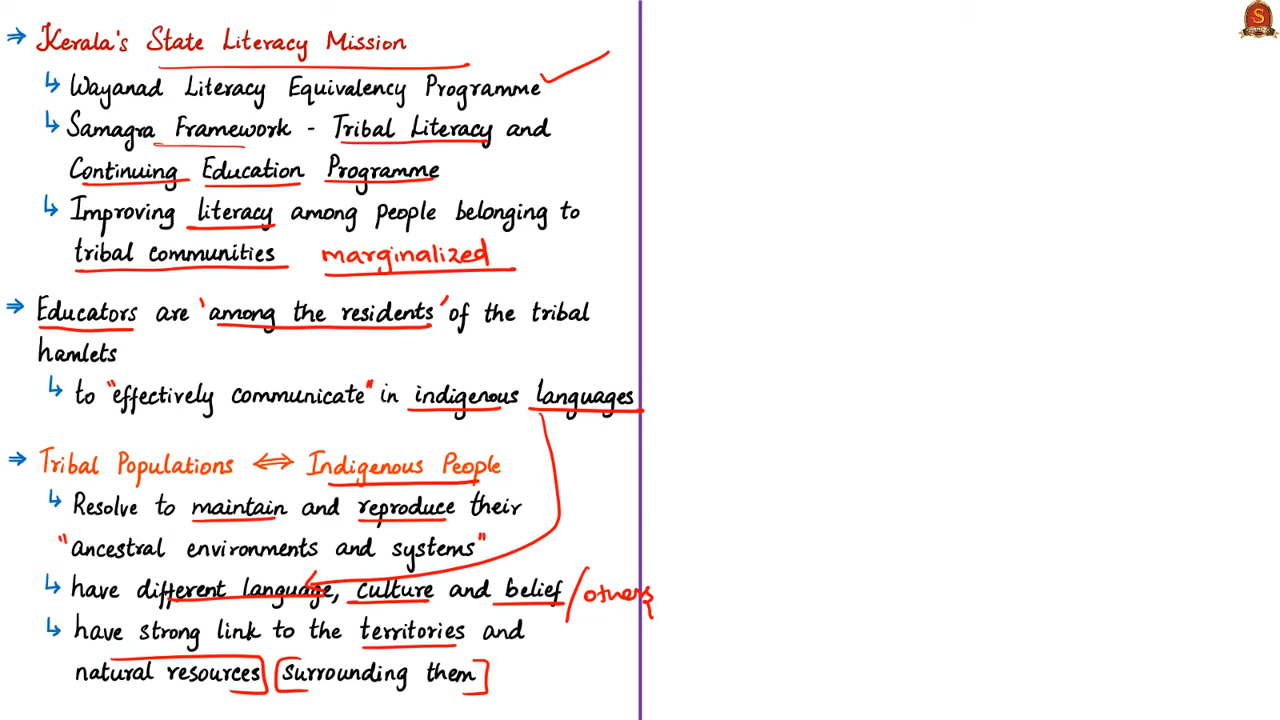 ⇒ Kerala's State Literacy Mission
↳ Wayanad Literacy Equivalency Programme
↳ Samagra Framework - Tribal Literacy and
Continuing Education Programme
↳ Improving literacy among people belonging to
tribal communities marginalized
⇒ Educators are 'among the residents' of the tribal
hamlets
↳ to "effectively communicate" in indigenous languages
⇒ Tribal Populations ⇔ Indigenous People
↳ Resolve to maintain and reproduce their
"ancestral environments and systems"
↳ have different language, culture and belief / others
↳ have strong link to the territories and
natural resources [surrounding them]
S